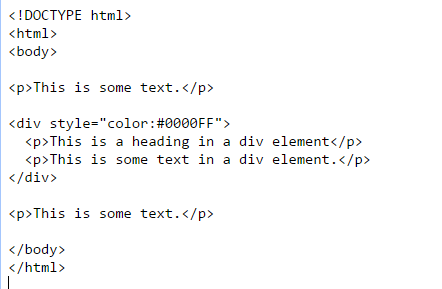 <!DOCTYPE html>
<html>
<body>
<p>This is some text.</p>
<div style="color:#0000FF">
<p>This is a heading in a div element</p>
<p>This is some text in a div element.</p>
</div>
<p>This is some text.</p>
</body>
</html>